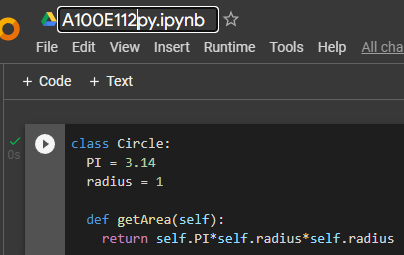 A100E112py.ipynb
File Edit View Insert Runtime Tools Help All cha
+ Code + Text
0s
class Circle:
  PI = 3.14
  radius = 1

  def getArea(self):
    return self.PI*self.radius*self.radius